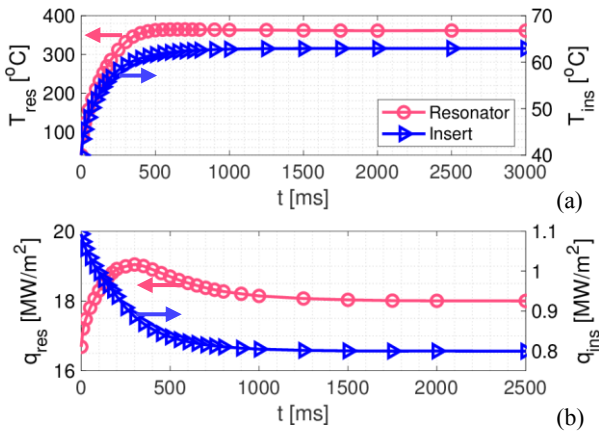 400
300
200
100
T_res [°C]
70
60
50
40
T_ins [°C]
Resonator
Insert
0 500 1000 1500 2000 2500 3000
t [ms]
(a)
20
18
16
q_res [MW/m²]
1.1
1
0.9
0.8
q_ins [MW/m²]
0 500 1000 1500 2000 2500
t [ms]
(b)